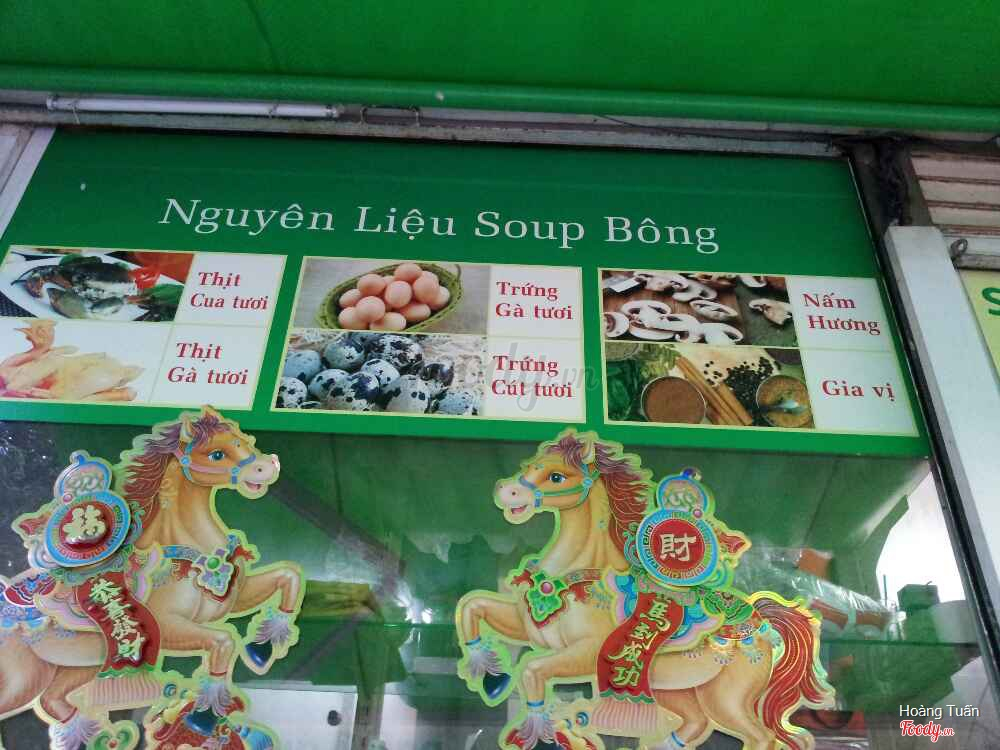 Nguyên Liệu Soup Bông
Thịt
Cua tươi
Thịt
Gà tươi
Trứng
Gà tươi
Trứng
Cút tươi
Nấm
Hương
Gia vị
S
恭喜發財
財
馬到成功
Hoàng Tuấn
Foody.vn